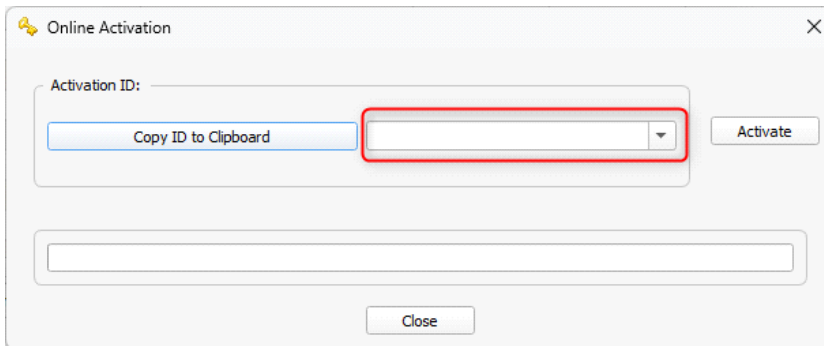 Online Activation
Activation ID:
Copy ID to Clipboard
Activate
Close